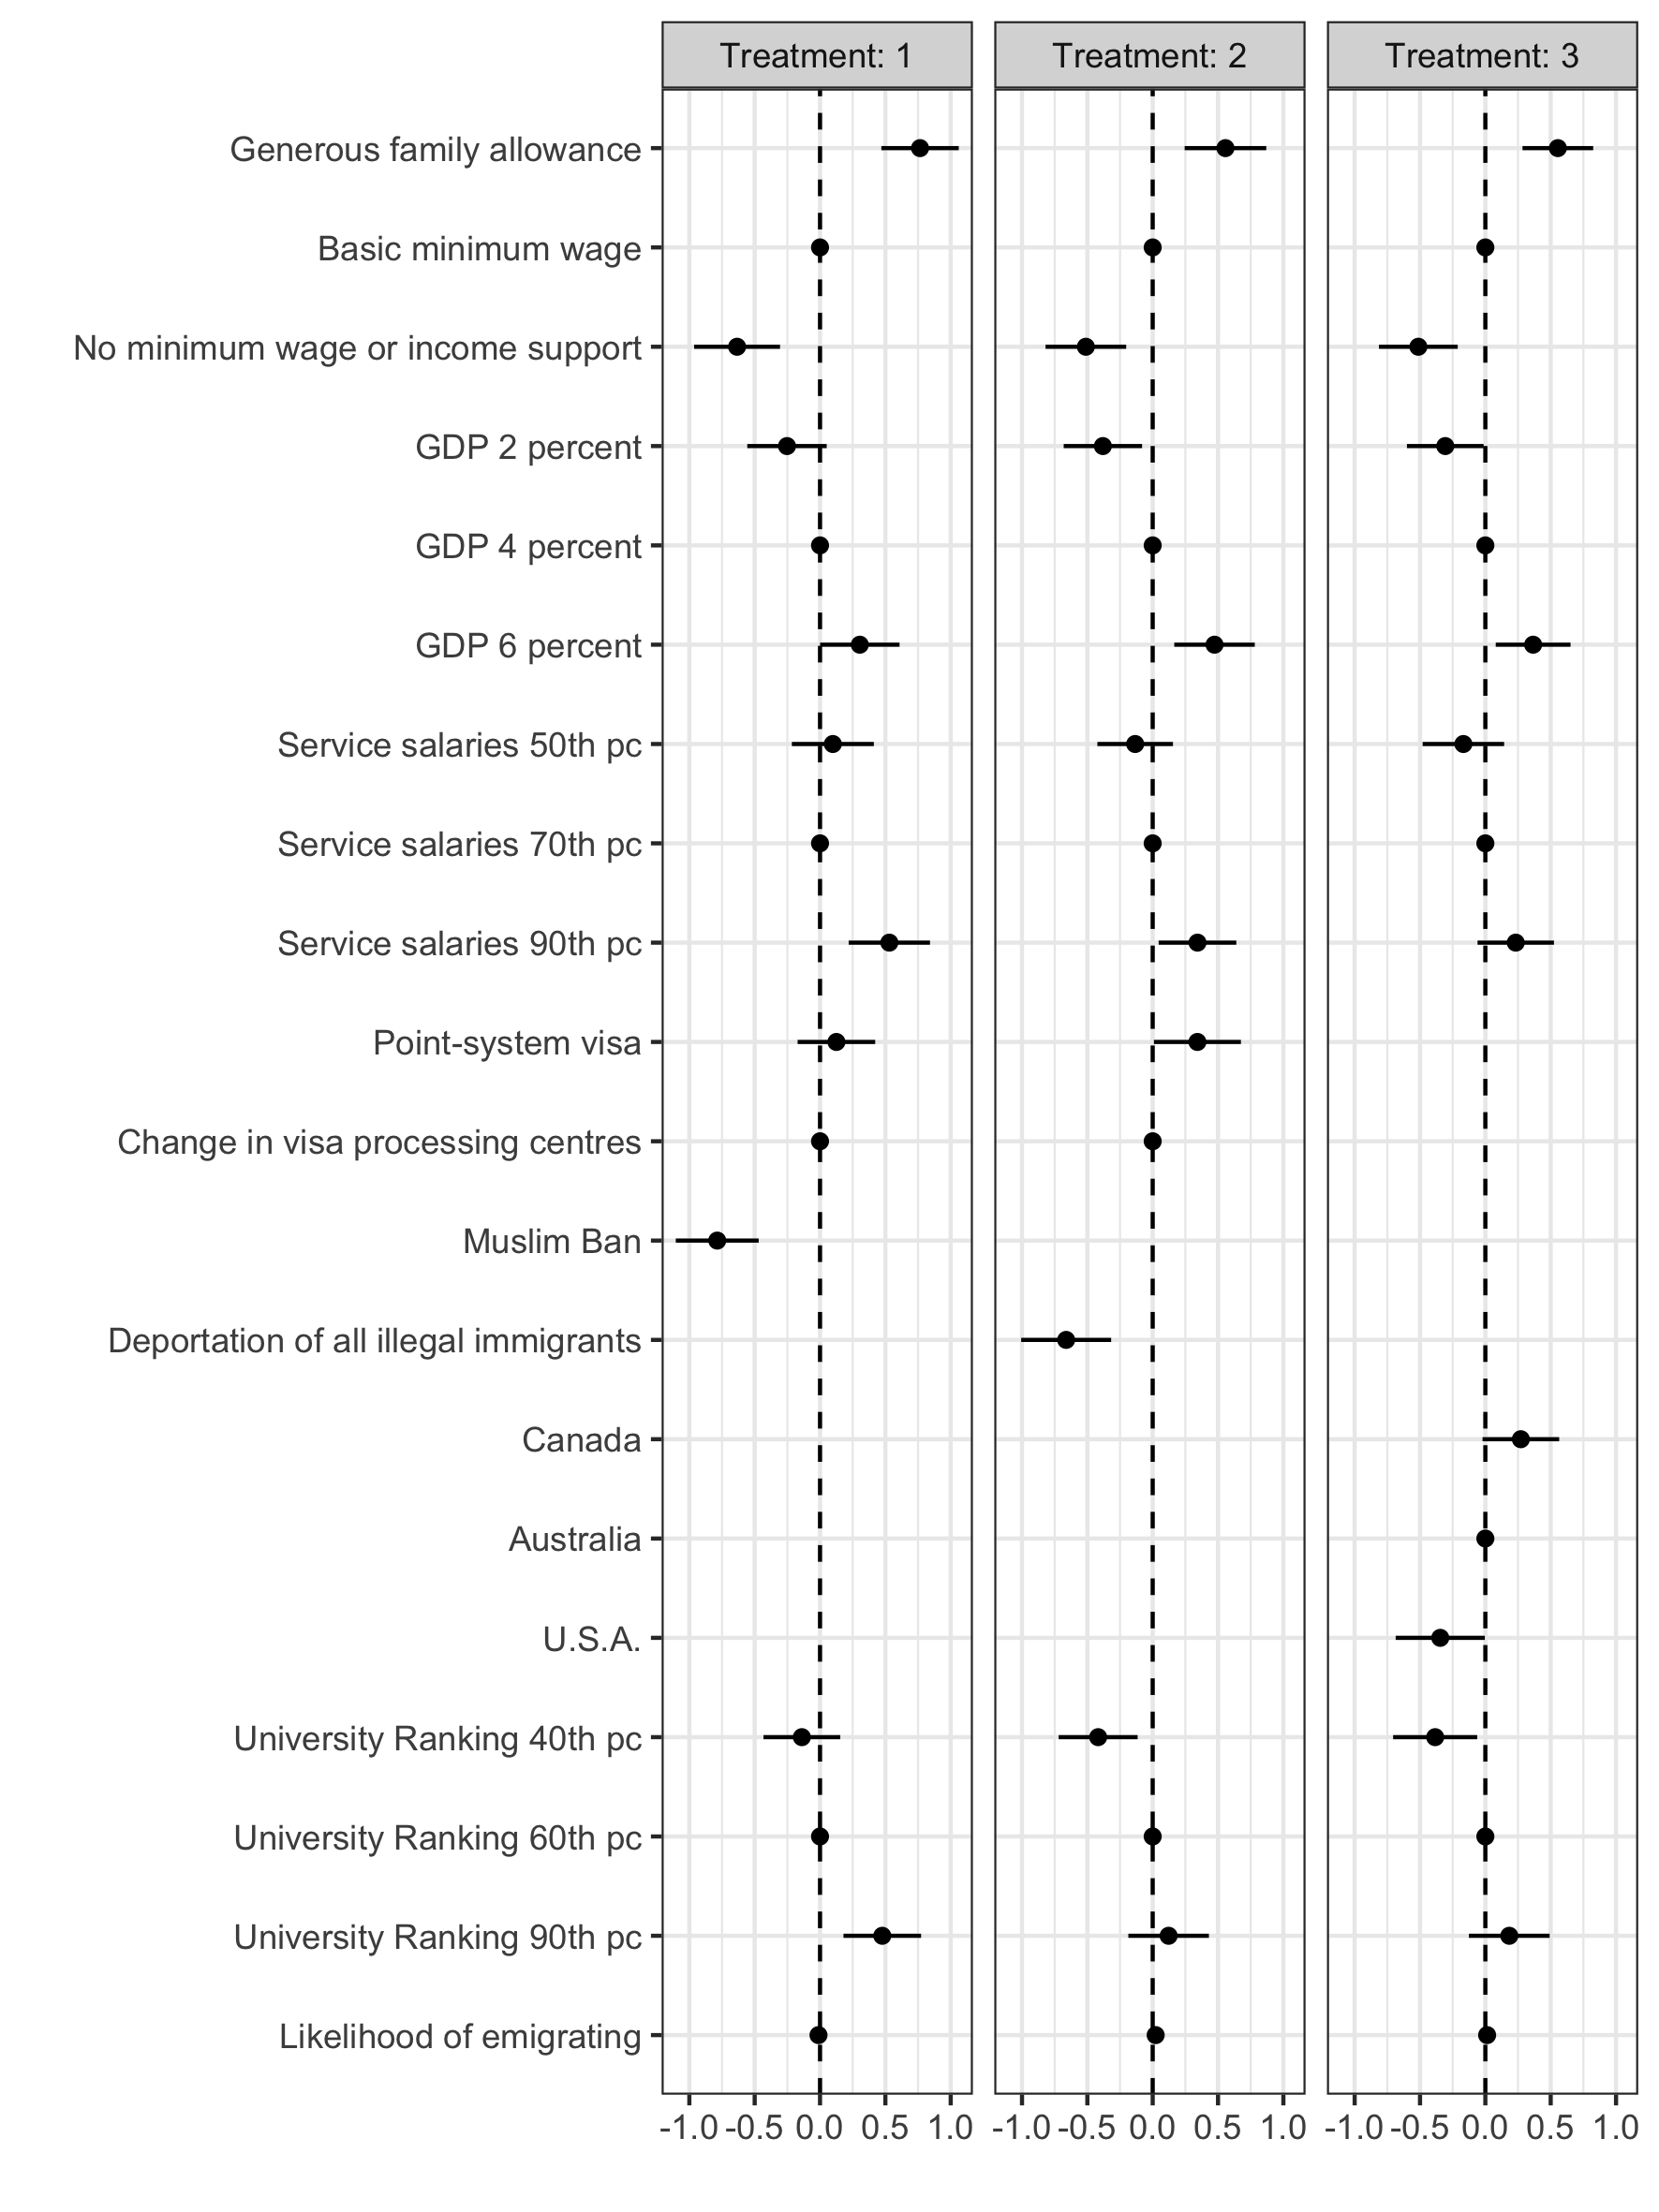 Treatment: 1 Treatment: 2 Treatment: 3
Generous family allowance
Basic minimum wage
No minimum wage or income support
GDP 2 percent
GDP 4 percent
GDP 6 percent
Service salaries 50th pc
Service salaries 70th pc
Service salaries 90th pc
Point-system visa
Change in visa processing centres
Muslim Ban
Deportation of all illegal immigrants
Canada
Australia
U.S.A.
University Ranking 40th pc
University Ranking 60th pc
University Ranking 90th pc
Likelihood of emigrating
-1.0 -0.5 0.0 0.5 1.0 -1.0 -0.5 0.0 0.5 1.0 -1.0 -0.5 0.0 0.5 1.0